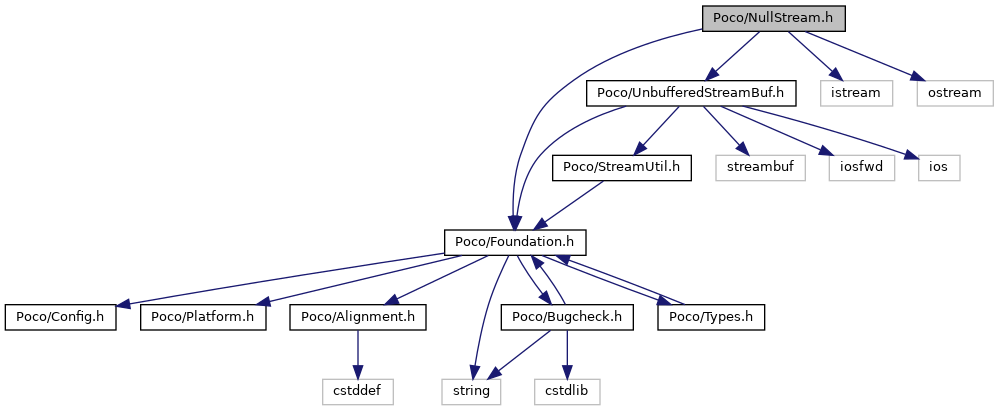 Poco/NullStream.h
Poco/UnbufferedStreamBuf.h
istream
ostream
Poco/StreamUtil.h
streambuf
iosfwd
ios
Poco/Foundation.h
Poco/Config.h
Poco/Platform.h
Poco/Alignment.h
Poco/Bugcheck.h
Poco/Types.h
cstddef
string
cstdlib